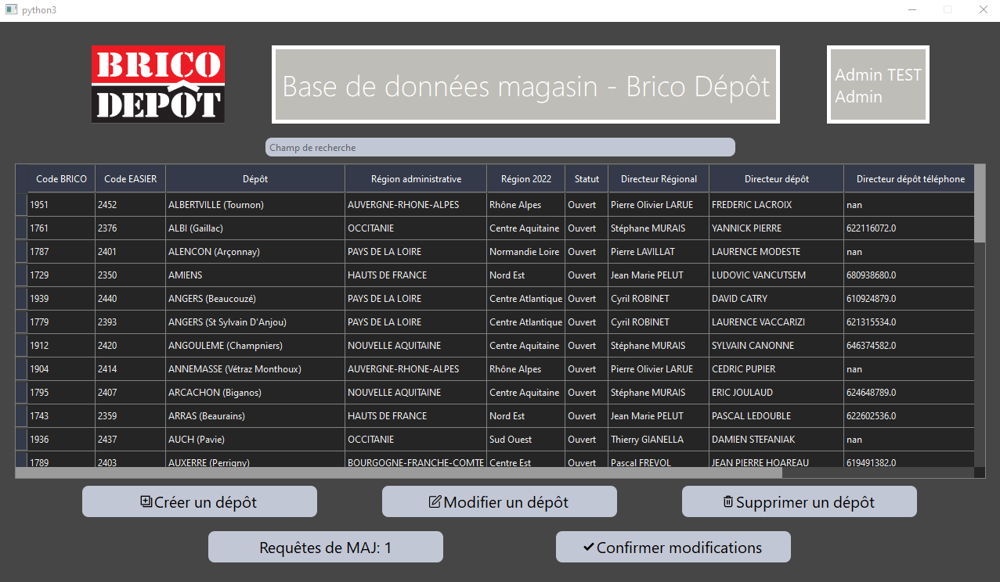 python3
BRICO
DEPÔT
Base de données magasin - Brico Dépôt
Admin TEST
Admin
Champ de recherche
Code BRICO Code EASIER Dépôt Région administrative Région 2022 Statut Directeur Régional Directeur dépôt Directeur dépôt téléphone
1951 2452 ALBERTVILLE (Tournon) AUVERGNE-RHONE-ALPES Rhône Alpes Ouvert Pierre Olivier LARUE FREDERIC LACROIX nan
1761 2376 ALBI (Gaillac) OCCITANIE Centre Aquitaine Ouvert Stéphane MURAIS YANNICK PIERRE 622116072.0
1787 2401 ALENCON (Arçonnay) PAYS DE LA LOIRE Normandie Loire Ouvert Pierre LAVILLAT LAURENCE MODESTE nan
1729 2350 AMIENS HAUTS DE FRANCE Nord Est Ouvert Jean Marie PELUT LUDOVIC VANCUTSEM 680938680.0
1939 2440 ANGERS (Beaucouzé) PAYS DE LA LOIRE Centre Atlantique Ouvert Cyril ROBINET DAVID CATRY 610924879.0
1779 2393 ANGERS (St Sylvain D'Anjou) PAYS DE LA LOIRE Centre Atlantique Ouvert Cyril ROBINET LAURENCE VACCARIZI 621315534.0
1912 2420 ANGOULEME (Champniers) NOUVELLE AQUITAINE Centre Aquitaine Ouvert Stéphane MURAIS SYLVAIN CANONNE 646374582.0
1904 2414 ANNEMASSE (Vétraz Monthoux) AUVERGNE-RHONE-ALPES Rhône Alpes Ouvert Pierre Olivier LARUE CEDRIC PUPIER nan
1795 2407 ARCACHON (Biganos) NOUVELLE AQUITAINE Centre Aquitaine Ouvert Stéphane MURAIS ERIC JOULAUD 624648789.0
1743 2359 ARRAS (Beaurains) HAUTS DE FRANCE Nord Est Ouvert Jean Marie PELUT PASCAL LEDOUBLE 622602536.0
1936 2437 AUCH (Pavie) OCCITANIE Sud Ouest Ouvert Thierry GIANELLA DAMIEN STEFANIAK nan
1789 2403 AUXERRE (Perrigny) BOURGOGNE-FRANCHE-COMTE Centre Est Ouvert Pascal FREVOL JEAN PIERRE HOAREAU 619491382.0
Créer un dépôt Modifier un dépôt Supprimer un dépôt
Requêtes de MAJ: 1 Confirmer modifications